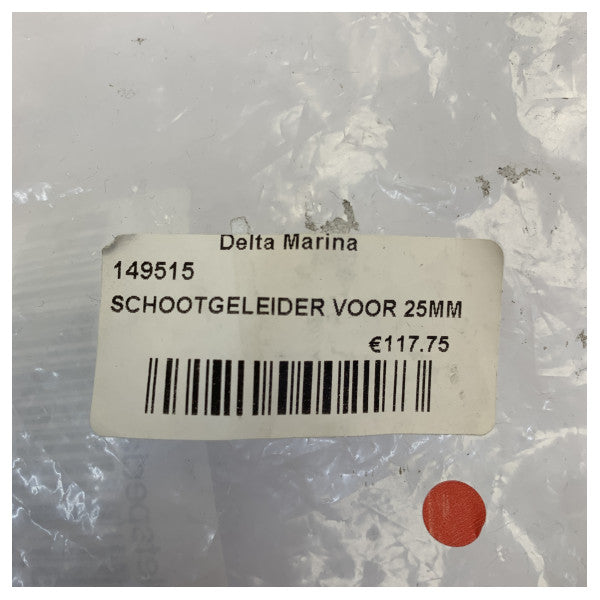 Delta Marina
149515
SCHOOTGELEIDER VOOR 25MM
€117.75